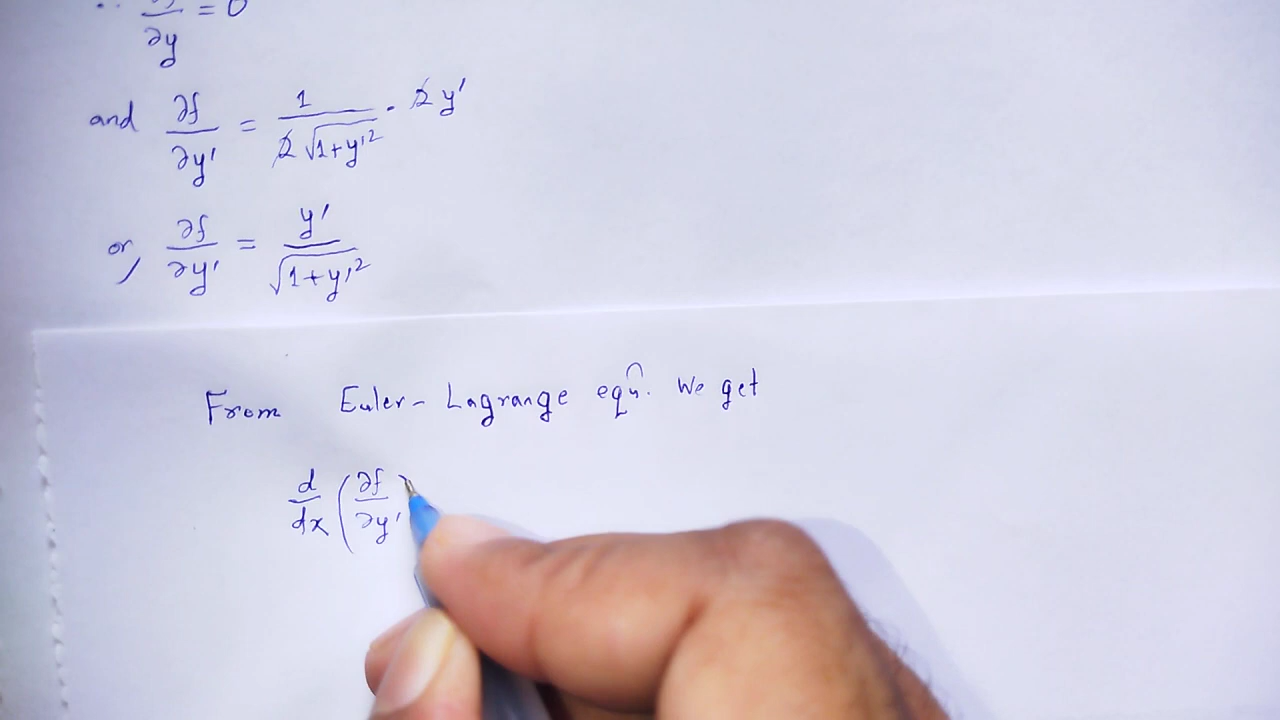 ∴ ∂f/∂y = 0
and ∂f/∂y' = 1/(2√(1+y'²)) · 2y'
or, ∂f/∂y' = y'/√(1+y'²)
From Euler-Lagrange eqn. We get
d/dx (∂f/∂y')